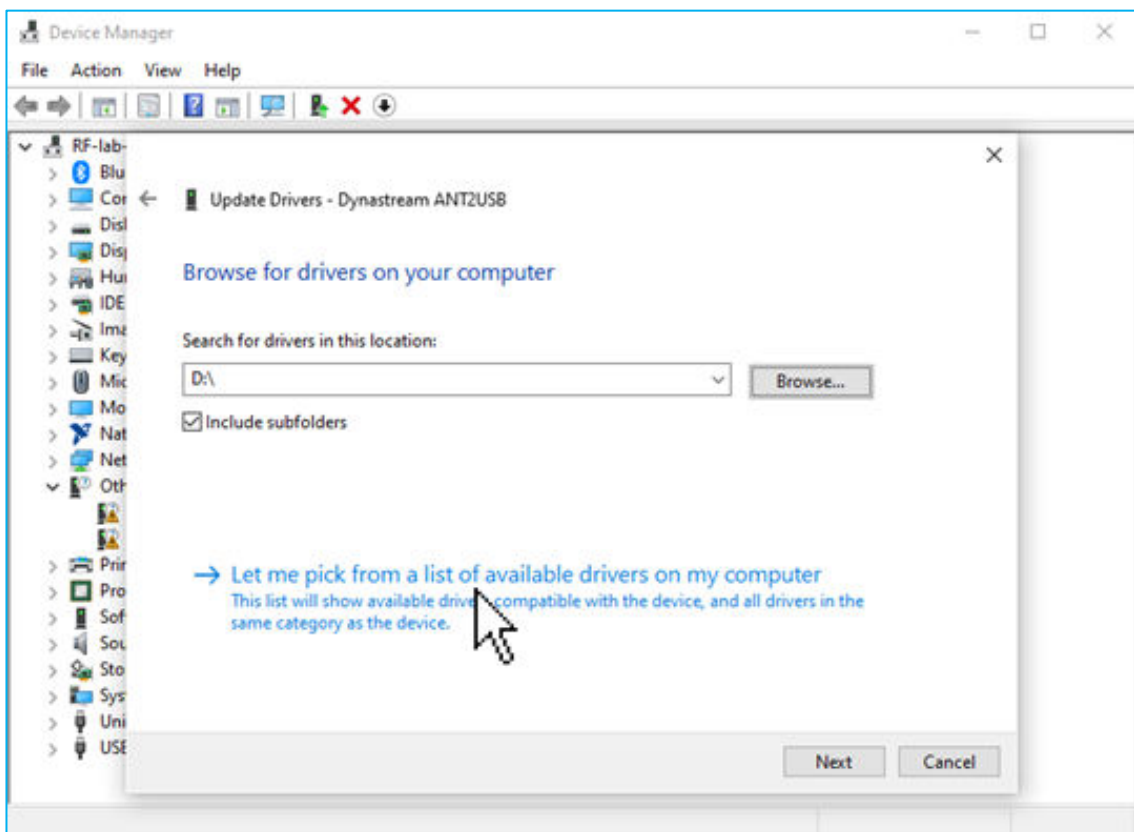 Device Manager
File Action View Help
RF-lab-
Blu
Update Drivers - Dynastream ANT2USB
Cor
Disl
Disp
Browse for drivers on your computer
Hur
IDE
Ima
Search for drivers in this location:
Key
D:\ Browse...
Mic
Mo
Include subfolders
Nat
Net
Oth
Prin
Let me pick from a list of available drivers on my computer
Pro
This list will show available drive compatible with the device, and all drivers in the
Sof
same category as the device.
Sou
Sto
Sys
Uni
USB
Next Cancel